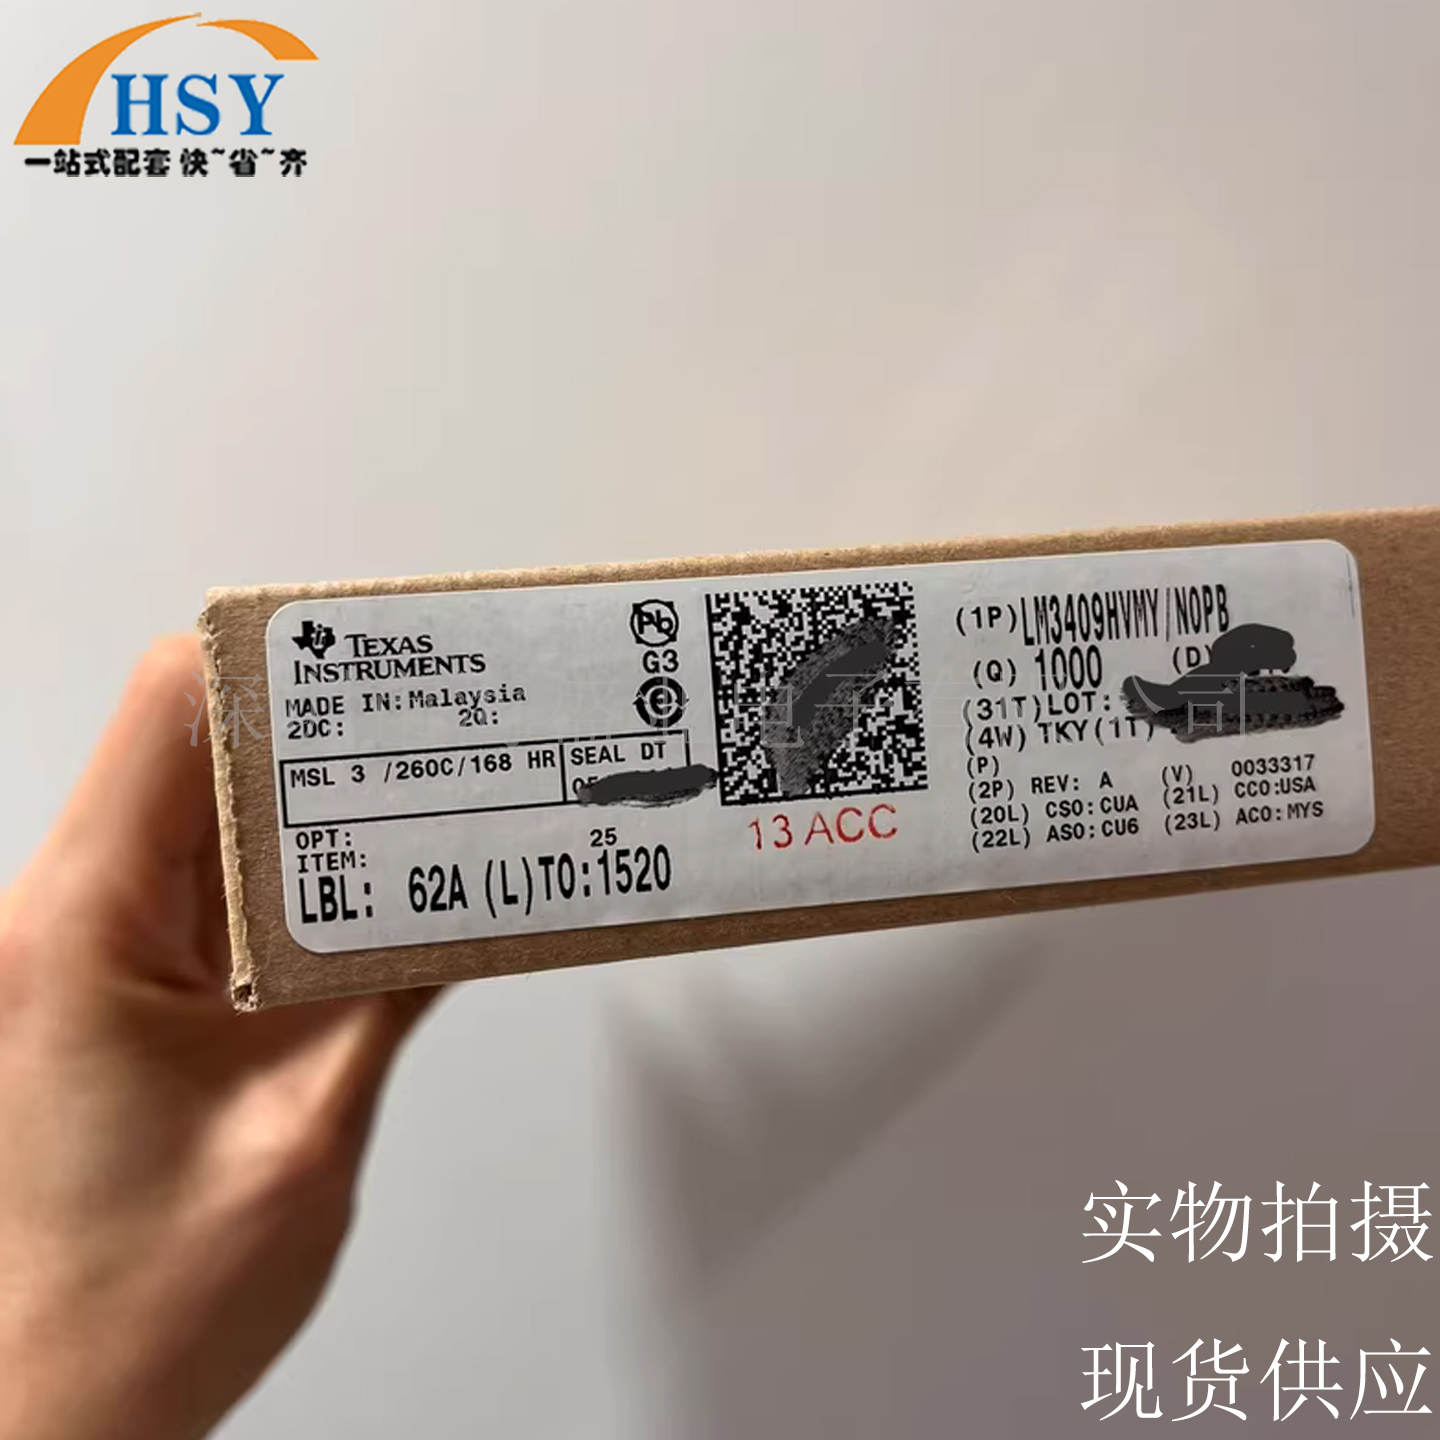 HSY
一站式配套 快~省~齐
TEXAS
INSTRUMENTS
MADE IN: Malaysia
2DC: 2Q:
MSL 3 /260C/168 HR
SEAL DT
OPT:
ITEM: 25
LBL: 62A (L)TO:1520
Pb
G3
13 ACC
(1P)LM3409HVMY/NOPB
(Q) 1000 (D)
(31T)LOT:
(4W) TKY(1T)
(P)
(2P) REV: A (V) 0033317
(20L) CSO:CUA (21L) CCO:USA
(22L) ASO:CU6 (23L) ACO:MYS
实物拍摄
现货供应